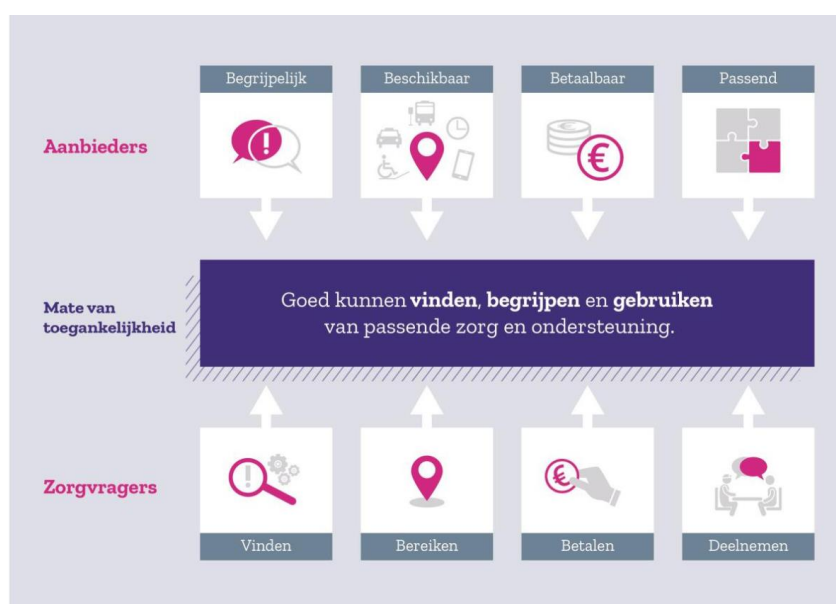 Begrijpelijk
Beschikbaar
Betaalbaar
Passend
Aanbieders
Mate van
toegankelijkheid
Goed kunnen vinden, begrijpen en gebruiken
van passende zorg en ondersteuning.
Zorgvragers
Vinden
Bereiken
Betalen
Deelnemen